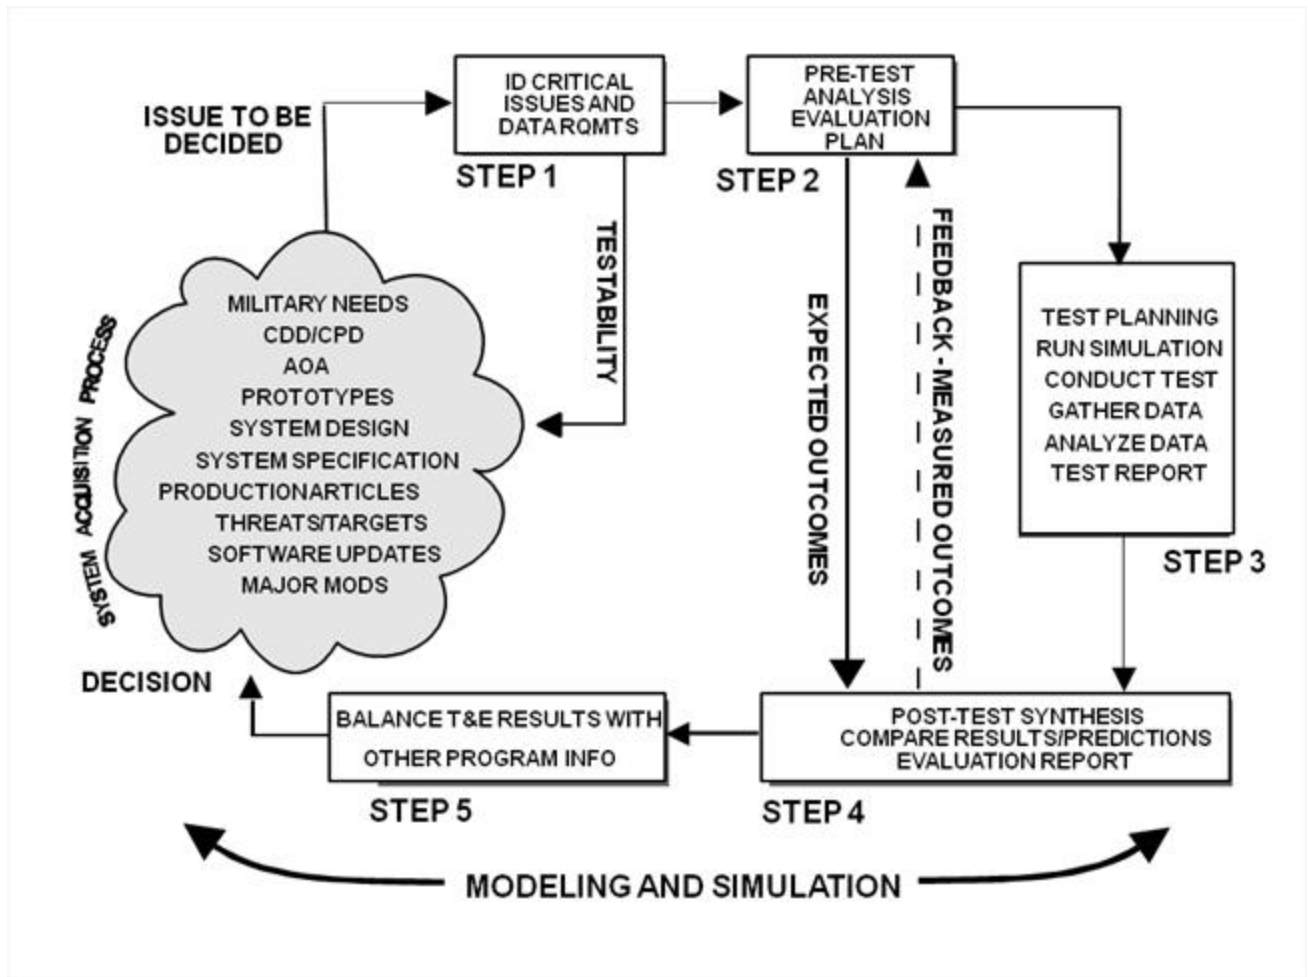 ISSUE TO BE
DECIDED
ID CRITICAL
ISSUES AND
DATA RQMTS
STEP 1
PRE-TEST
ANALYSIS
EVALUATION
PLAN
STEP 2
TESTABILITY
EXPECTED OUTCOMES
FEEDBACK - MEASURED OUTCOMES
TEST PLANNING
RUN SIMULATION
CONDUCT TEST
GATHER DATA
ANALYZE DATA
TEST REPORT
STEP 3
SYSTEM ACQUISITION PROCESS
MILITARY NEEDS
CDD/CPD
AOA
PROTOTYPES
SYSTEM DESIGN
SYSTEM SPECIFICATION
PRODUCTION ARTICLES
THREATS/TARGETS
SOFTWARE UPDATES
MAJOR MODS
DECISION
BALANCE T&E RESULTS WITH
OTHER PROGRAM INFO
STEP 5
POST-TEST SYNTHESIS
COMPARE RESULTS/PREDICTIONS
EVALUATION REPORT
STEP 4
MODELING AND SIMULATION